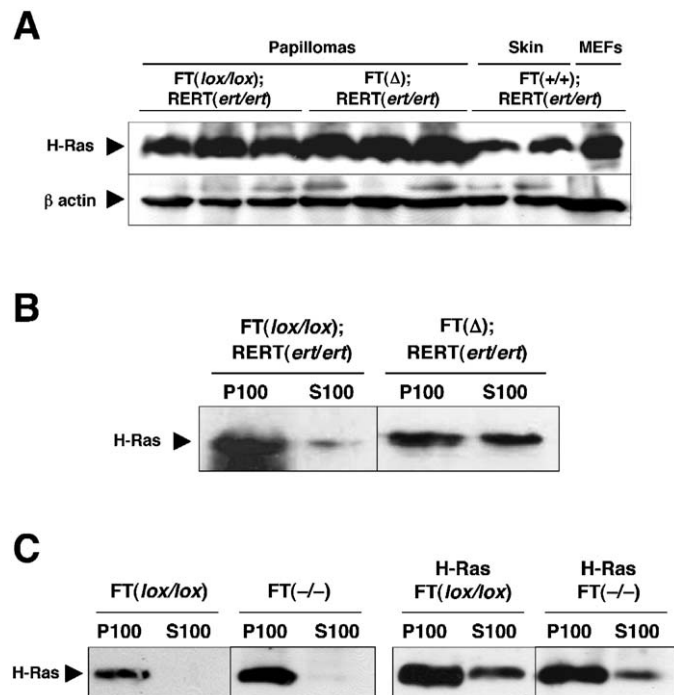 A
Papillomas Skin MEFs
FT(lox/lox); FT(Δ); FT(+/+);
RERT(ert/ert) RERT(ert/ert) RERT(ert/ert)
H-Ras
β actin
B
FT(lox/lox); FT(Δ);
RERT(ert/ert) RERT(ert/ert)
P100 S100 P100 S100
H-Ras
C
H-Ras H-Ras
FT(lox/lox) FT(–/–) FT(lox/lox) FT(–/–)
P100 S100 P100 S100 P100 S100 P100 S100
H-Ras